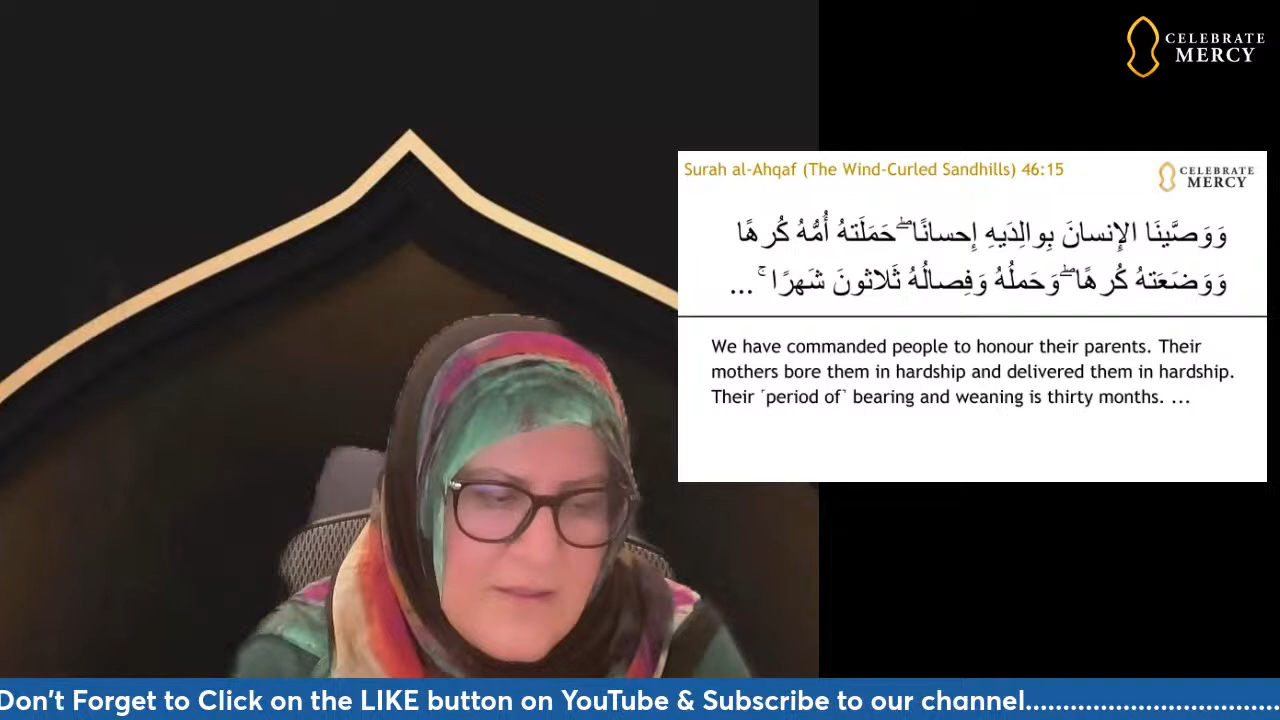 CELEBRATE
MERCY
Surah al-Ahqaf (The Wind-Curled Sandhills) 46:15
CELEBRATE
MERCY
وَوَصَّينَا الإِنسانَ بِوالِدَيهِ إِحسانًا ۖ حَمَلَتهُ أُمُّهُ كُرهًا
وَوَضَعَتهُ كُرهًا ۖ وَحَملُهُ وَفِصالُهُ ثَلاثونَ شَهرًا ۚ ...
We have commanded people to honour their parents. Their
mothers bore them in hardship and delivered them in hardship.
Their ´period of` bearing and weaning is thirty months. ...
Don't Forget to Click on the LIKE button on YouTube & Subscribe to our channel................................